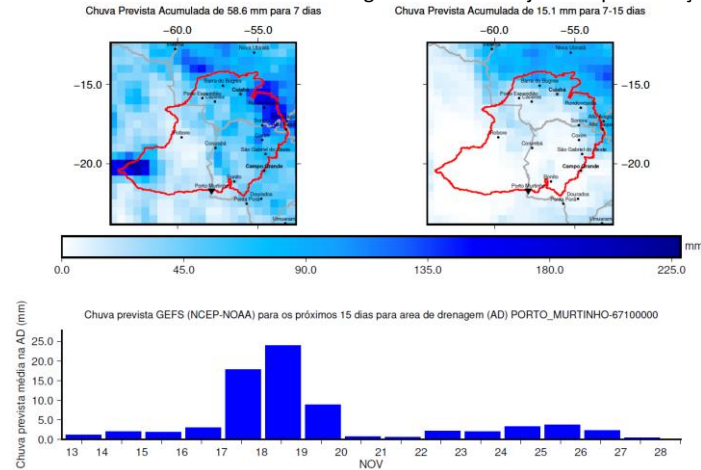 Chuva Prevista Acumulada de 58.6 mm para 7 dias
Chuva Prevista Acumulada de 15.1 mm para 7-15 dias
−60.0 −55.0
−60.0 −55.0
Nova Ubiratã
Nova Ubiratã
−15.0
Barra do Bugres
Cuiabá
Barra do Bugres
Cuiabá
−15.0
Porto Espiridião
Cáceres
Rondonópolis
Roboré
Corumbá
Coxim
São Gabriel do Oeste
Corumbá
Sonora
Coxim
São Gabriel do Oeste
−20.0
Campo Grande
Campo Grande
−20.0
Bonito
Porto Murtinho
Bonito
Porto Murtinho
Dourados
Ponta Porã
Dourados
Ponta Porã
Umuarama
0.0 45.0 90.0 135.0 180.0 225.0
mm
Chuva prevista GEFS (NCEP-NOAA) para os próximos 15 dias para area de drenagem (AD) PORTO_MURTINHO-67100000
Chuva prevista média na AD (mm)
25.0
20.0
15.0
10.0
5.0
0.0
13 14 15 16 17 18 19 20 21 22 23 24 25 26 27 28
NOV